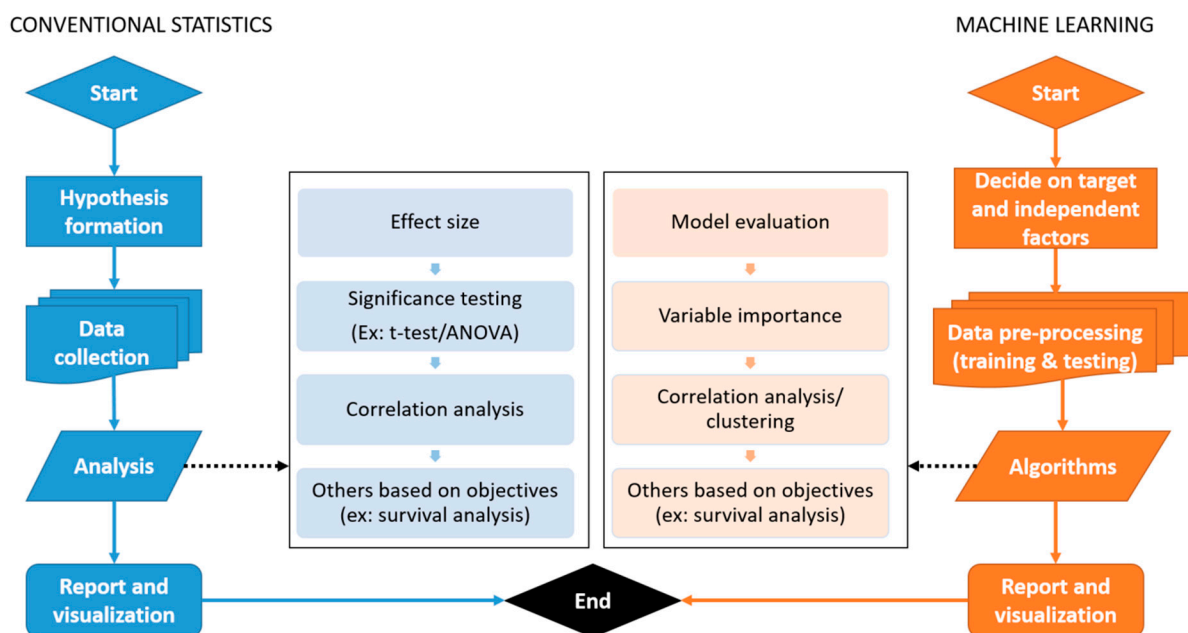 CONVENTIONAL STATISTICS
Start
Hypothesis
formation
Data
collection
Analysis
Report and
visualization
Effect size
Significance testing
(Ex: t-test/ANOVA)
Correlation analysis
Others based on objectives
(ex: survival analysis)
Model evaluation
Variable importance
Correlation analysis/
clustering
Others based on objectives
(ex: survival analysis)
MACHINE LEARNING
Start
Decide on target
and independent
factors
Data pre-processing
(training & testing)
Algorithms
Report and
visualization
End